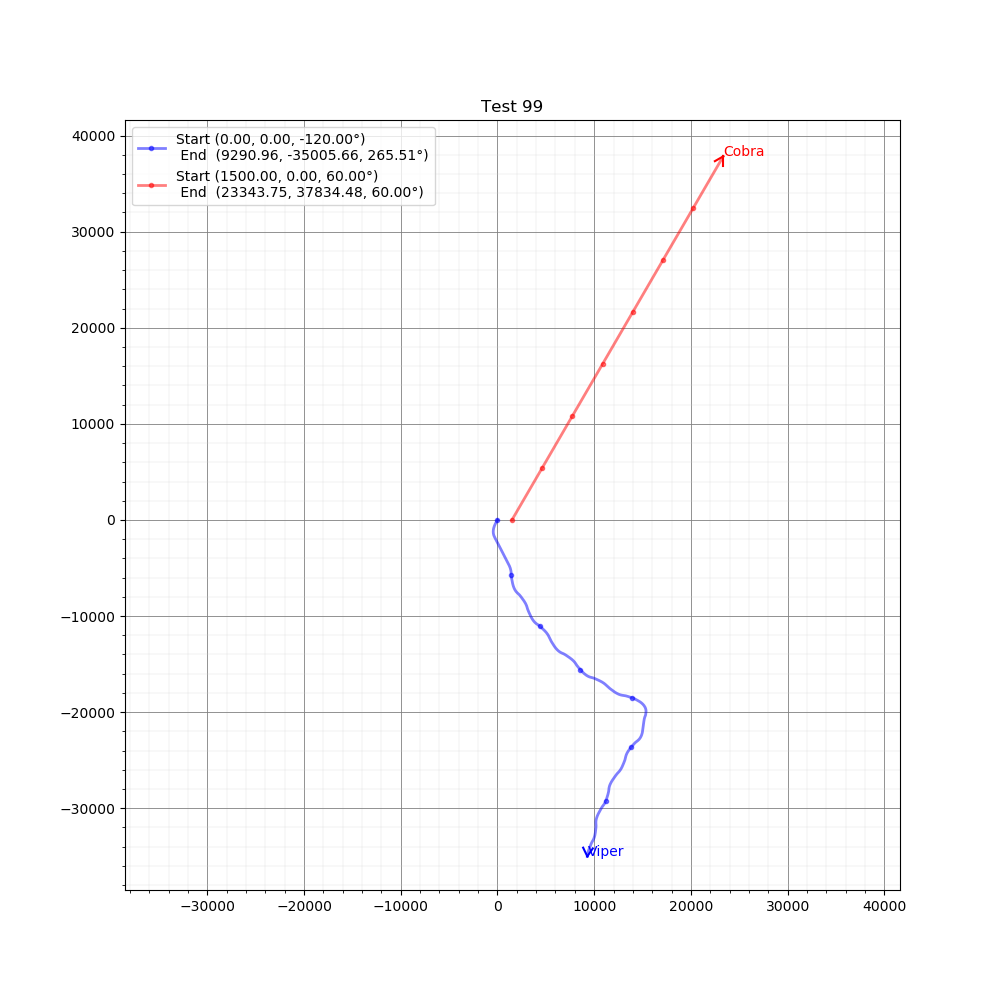 Test 99
Start (0.00, 0.00, -120.00°)
End (9290.96, -35005.66, 265.51°)
Start (1500.00, 0.00, 60.00°)
End (23343.75, 37834.48, 60.00°)
Cobra
40000
30000
20000
10000
0
−10000
−20000
−30000
Viper
−30000 −20000 −10000 0 10000 20000 30000 40000